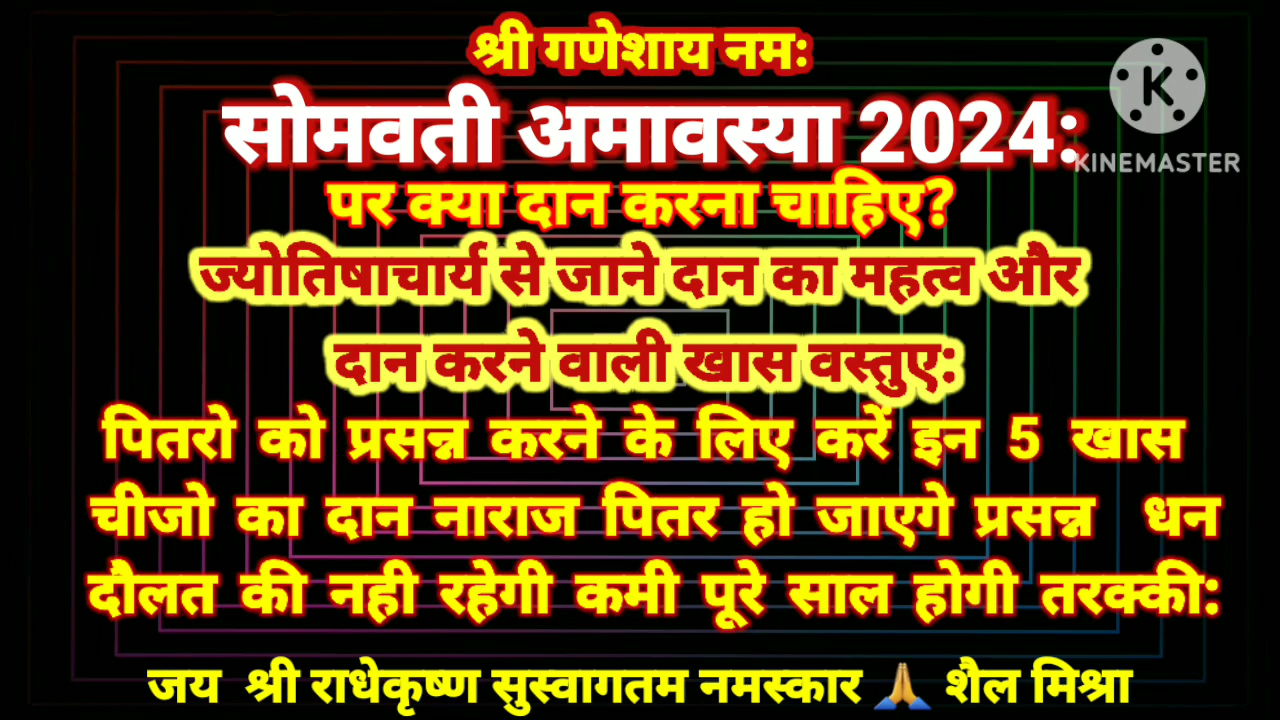 श्री गणेशाय नमः
सोमवती अमावस्या 2024:
KINEMASTER
पर क्या दान करना चाहिए?
ज्योतिषाचार्य से जाने दान का महत्व और
दान करने वाली खास वस्तुए:
पितरो को प्रसन्न करने के लिए करें इन 5 खास
चीजो का दान नाराज पितर हो जाएगे प्रसन्न धन
दौलत की नही रहेगी कमी पूरे साल होगी तरक्की:
जय श्री राधेकृष्ण सुस्वागतम नमस्कार 🙏 शैल मिश्रा